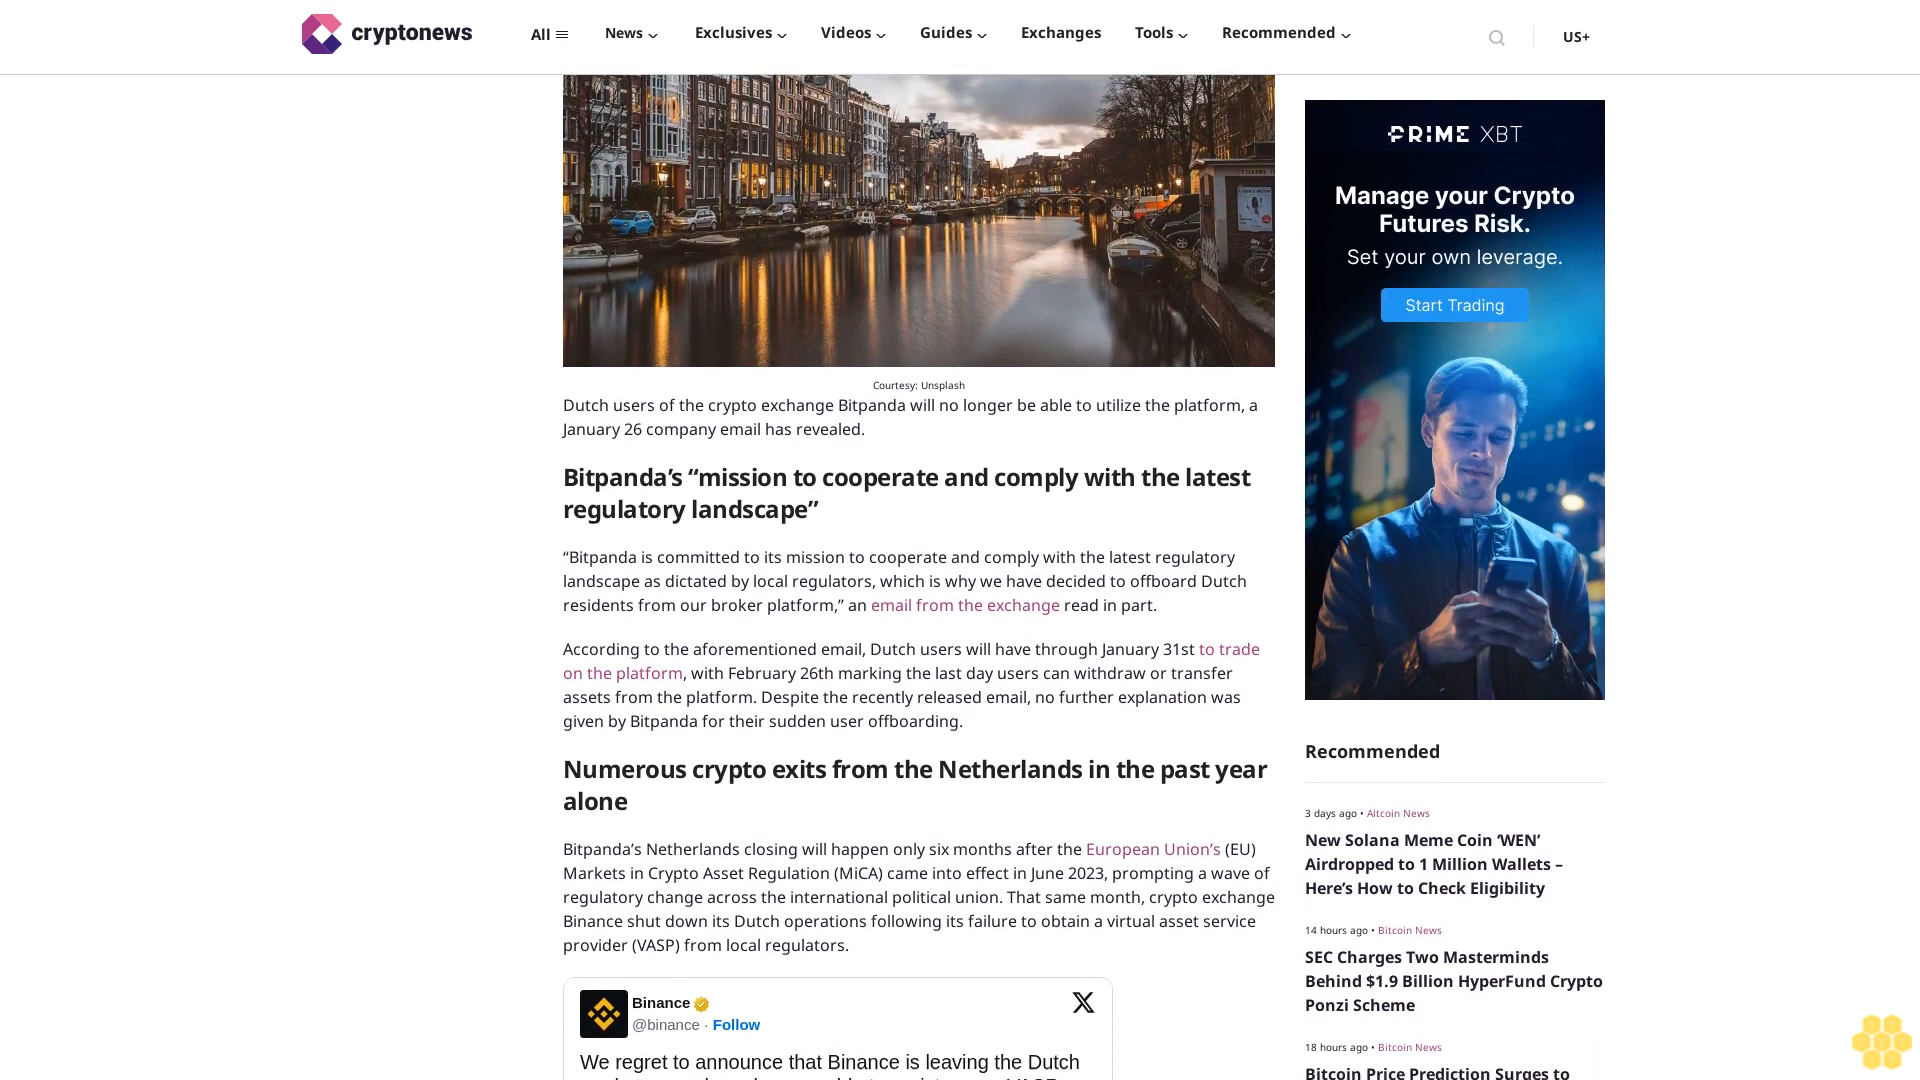 cryptonews
All
News
Exclusives
Videos
Guides
Exchanges
Tools
Recommended
US+
Courtesy: Unsplash
Dutch users of the crypto exchange Bitpanda will no longer be able to utilize the platform, a
January 26 company email has revealed.
Bitpanda’s “mission to cooperate and comply with the latest
regulatory landscape”
“Bitpanda is committed to its mission to cooperate and comply with the latest regulatory
landscape as dictated by local regulators, which is why we have decided to offboard Dutch
residents from our broker platform,” an email from the exchange read in part.
According to the aforementioned email, Dutch users will have through January 31st to trade
on the platform, with February 26th marking the last day users can withdraw or transfer
assets from the platform. Despite the recently released email, no further explanation was
given by Bitpanda for their sudden user offboarding.
Numerous crypto exits from the Netherlands in the past year
alone
Bitpanda’s Netherlands closing will happen only six months after the European Union’s (EU)
Markets in Crypto Asset Regulation (MiCA) came into effect in June 2023, prompting a wave of
regulatory change across the international political union. That same month, crypto exchange
Binance shut down its Dutch operations following its failure to obtain a virtual asset service
provider (VASP) from local regulators.
Binance
@binance · Follow
We regret to announce that Binance is leaving the Dutch
PRIME XBT
Manage your Crypto
Futures Risk.
Set your own leverage.
Start Trading
Recommended
3 days ago • Altcoin News
New Solana Meme Coin ‘WEN’
Airdropped to 1 Million Wallets –
Here’s How to Check Eligibility
14 hours ago • Bitcoin News
SEC Charges Two Masterminds
Behind $1.9 Billion HyperFund Crypto
Ponzi Scheme
18 hours ago • Bitcoin News
Bitcoin Price Prediction Surges to